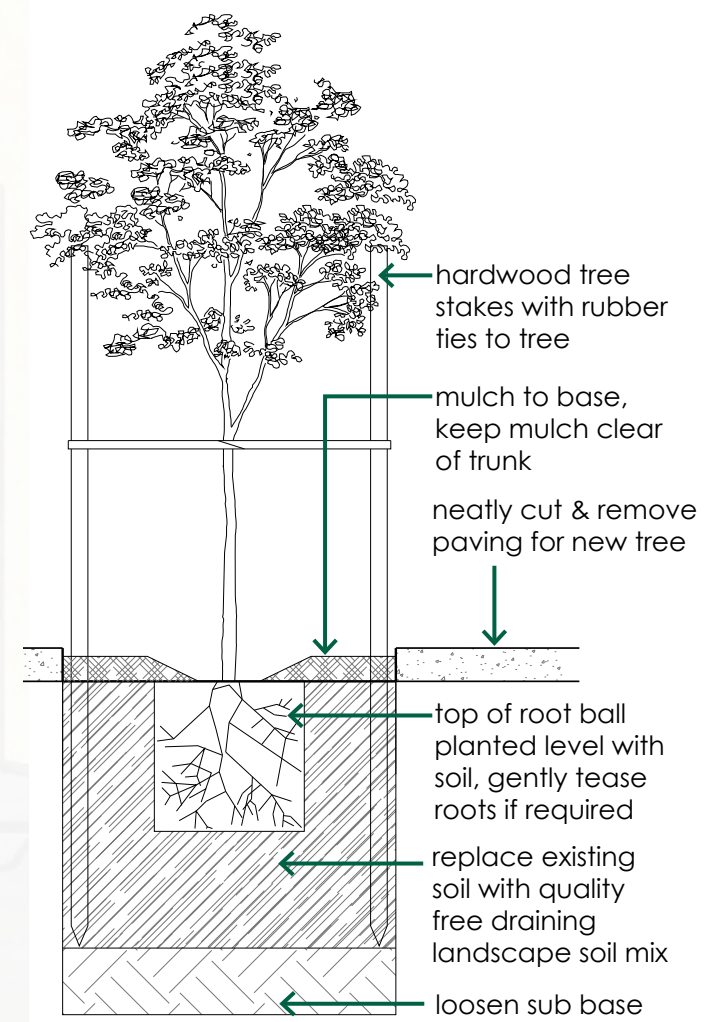 hardwood tree
stakes with rubber
ties to tree
mulch to base,
keep mulch clear
of trunk
neatly cut & remove
paving for new tree
top of root ball
planted level with
soil, gently tease
roots if required
replace existing
soil with quality
free draining
landscape soil mix
loosen sub base